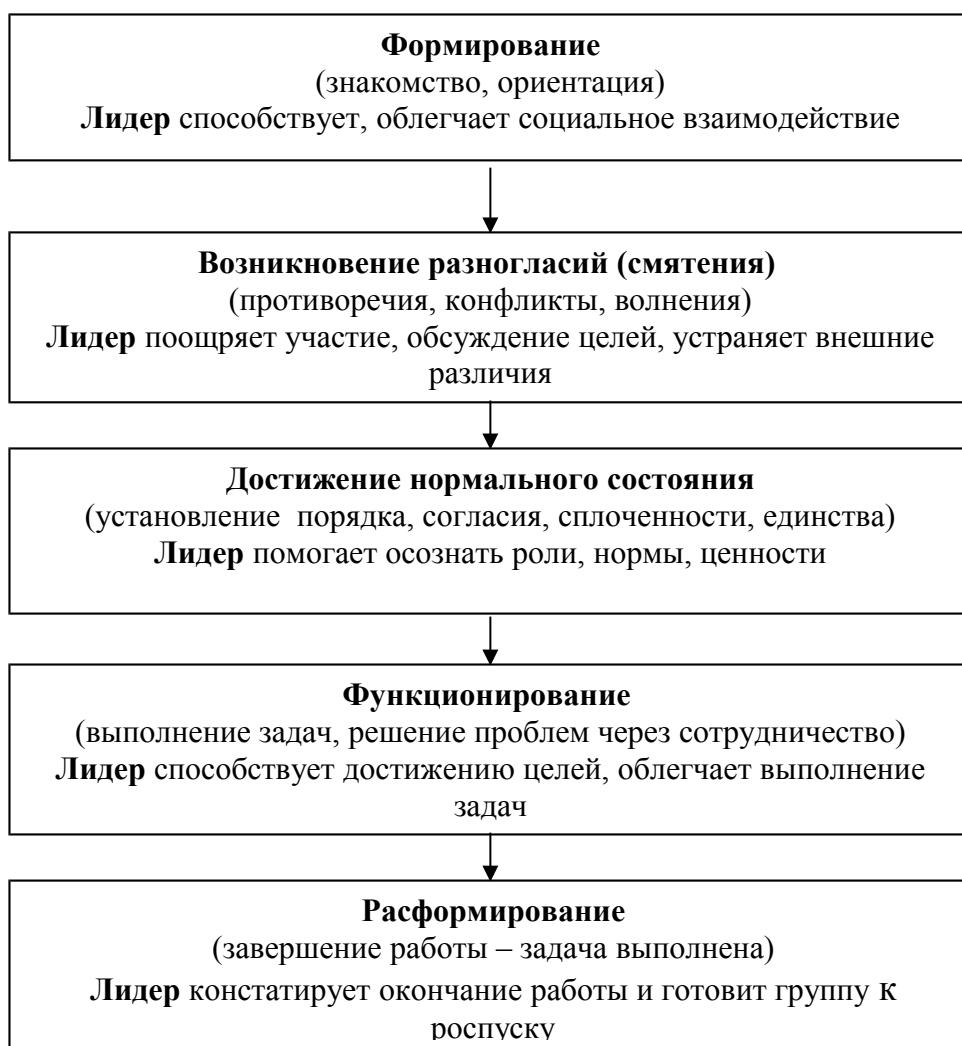 Формирование
(знакомство, ориентация)
Лидер способствует, облегчает социальное взаимодействие
Возникновение разногласий (смятения)
(противоречия, конфликты, волнения)
Лидер поощряет участие, обсуждение целей, устраняет внешние
различия
Достижение нормального состояния
(установление порядка, согласия, сплоченности, единства)
Лидер помогает осознать роли, нормы, ценности
Функционирование
(выполнение задач, решение проблем через сотрудничество)
Лидер способствует достижению целей, облегчает выполнение
задач
Расформирование
(завершение работы – задача выполнена)
Лидер констатирует окончание работы и готовит группу к
роспуску